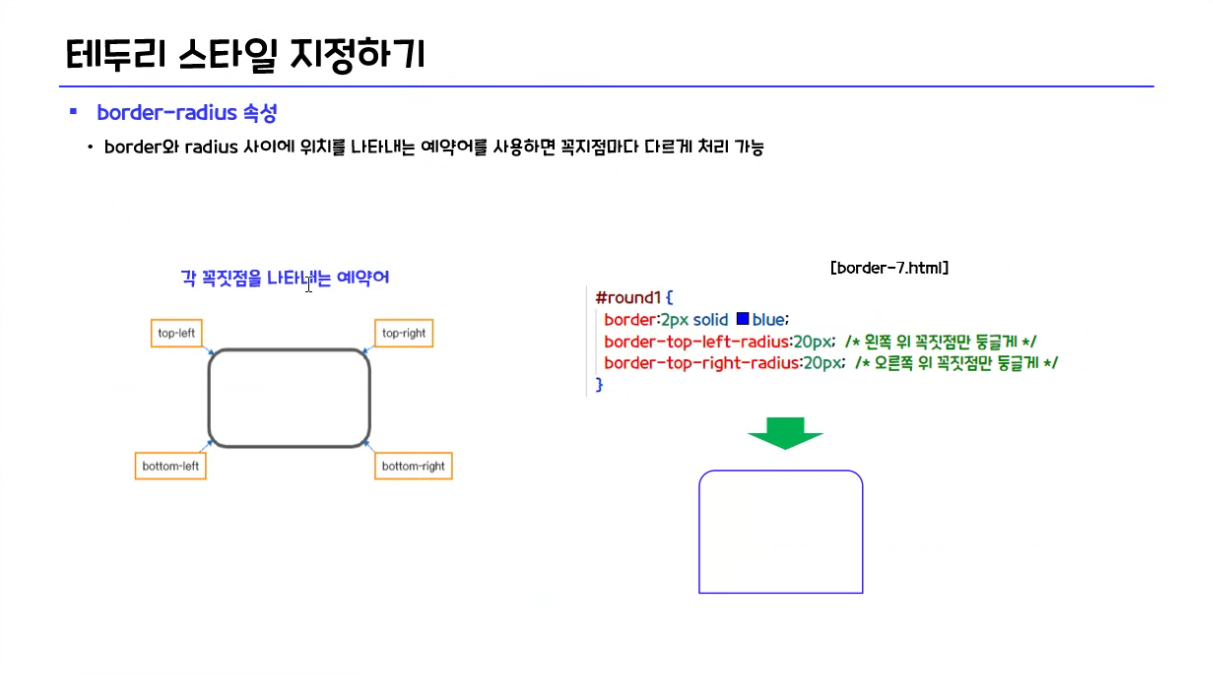 테두리 스타일 지정하기
▪ border-radius 속성
• border와 radius 사이에 위치를 나타내는 예약어를 사용하면 꼭지점마다 다르게 처리 가능
각 꼭짓점을 나타내는 예약어
top-left
top-right
bottom-left
bottom-right
[border-7.html]
#round1 {
border:2px solid blue;
border-top-left-radius:20px; /* 왼쪽 위 꼭짓점만 둥글게 */
border-top-right-radius:20px; /* 오른쪽 위 꼭짓점만 둥글게 */
}